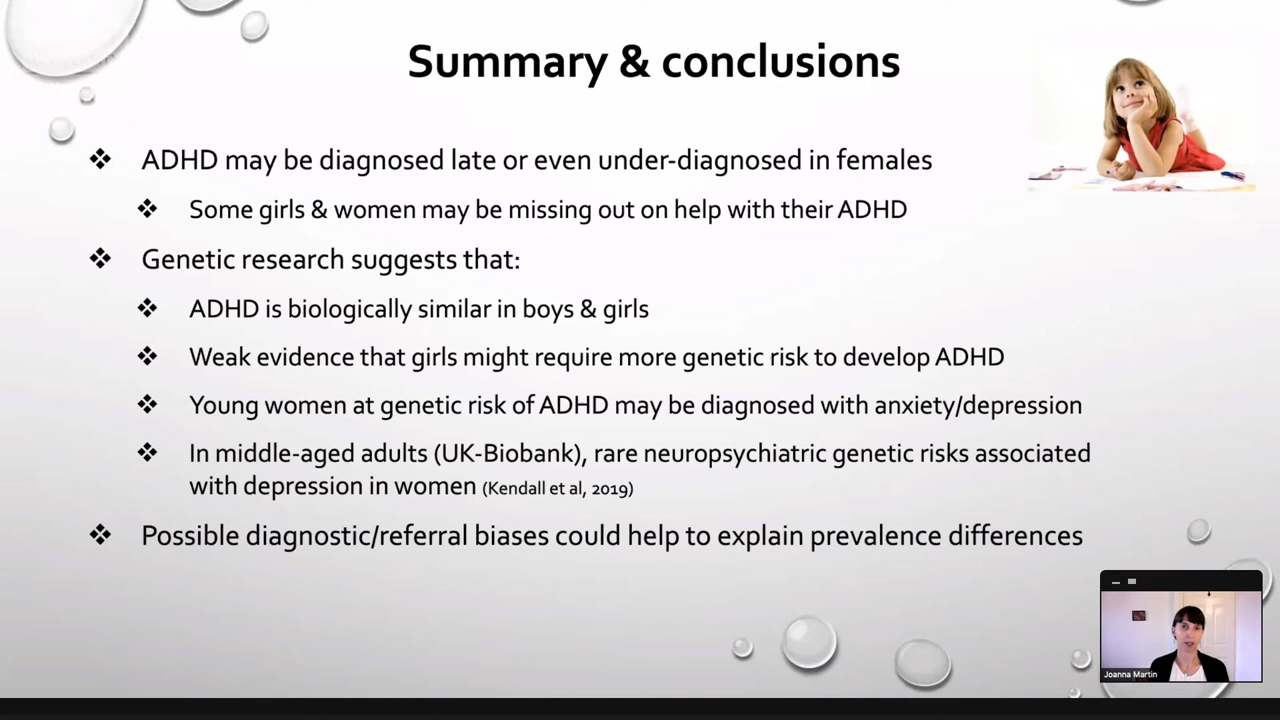 Summary & conclusions
❖ ADHD may be diagnosed late or even under-diagnosed in females
❖ Some girls & women may be missing out on help with their ADHD
❖ Genetic research suggests that:
❖ ADHD is biologically similar in boys & girls
❖ Weak evidence that girls might require more genetic risk to develop ADHD
❖ Young women at genetic risk of ADHD may be diagnosed with anxiety/depression
❖ In middle-aged adults (UK-Biobank), rare neuropsychiatric genetic risks associated
with depression in women (Kendall et al, 2019)
❖ Possible diagnostic/referral biases could help to explain prevalence differences
Joanna Martin